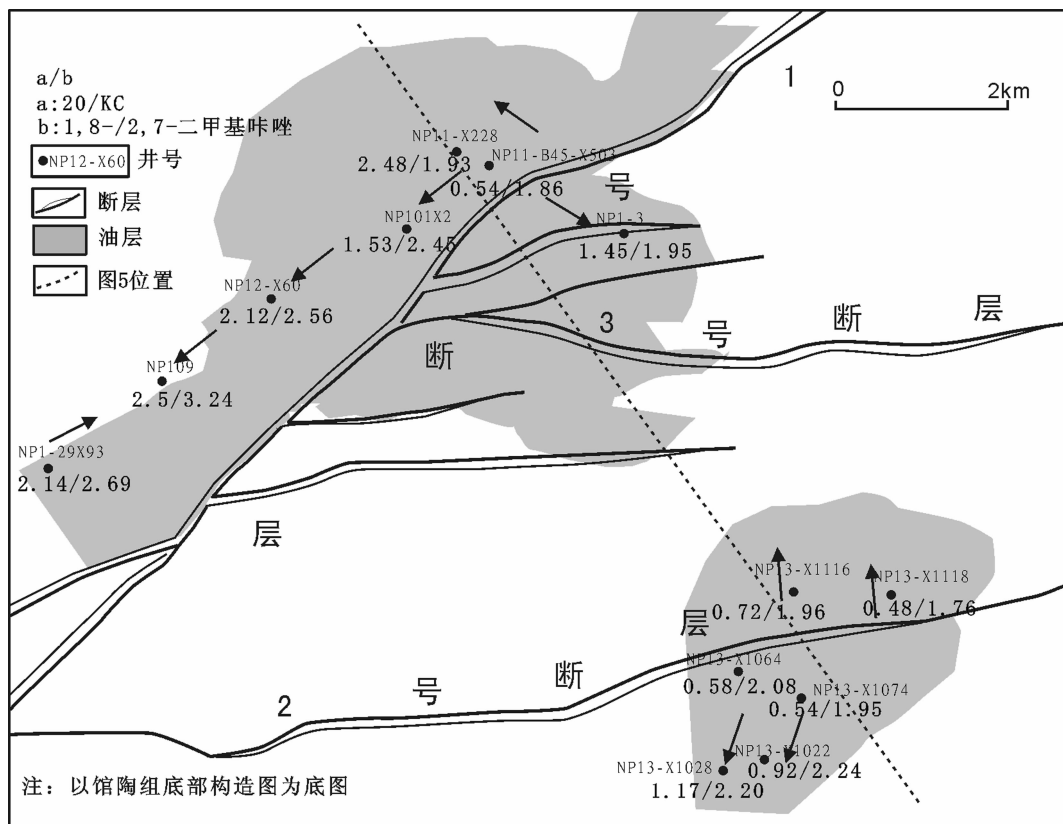 a/b
a:20/KC
b:1,8-/2,7-二甲基咔唑
NP12-X60 井号
断层
油层
图5位置
0 2km
1
号
断
层
NP11-X228
2.48/1.93
NP11-B45-X503
0.54/1.86
NP101X2
1.53/2.45
NP1-3
1.45/1.95
NP12-X60
2.12/2.56
3 号 断 层
NP109
2.5/3.24
NP1-29X93
2.14/2.69
NP13-X1116
0.72/1.96
NP13-X1118
0.48/1.76
2 号 断 层
NP13-X1064
0.58/2.08
NP13-X1074
0.54/1.95
NP13-X1022
0.92/2.24
NP13-X1028
1.17/2.20
注：以馆陶组底部构造图为底图